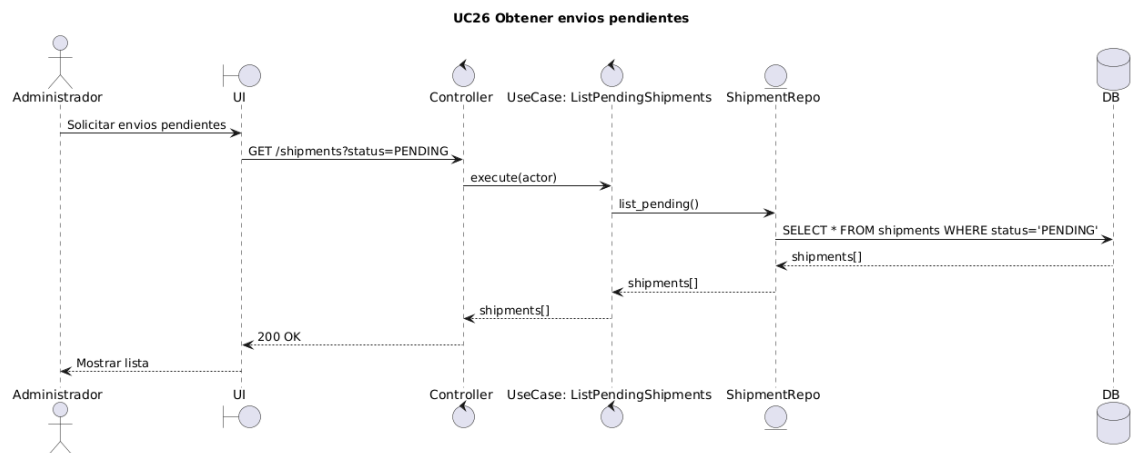 UC26 Obtener envios pendientes
Administrador
UI
Controller
UseCase: ListPendingShipments
ShipmentRepo
DB
Solicitar envios pendientes
GET /shipments?status=PENDING
execute(actor)
list_pending()
SELECT * FROM shipments WHERE status='PENDING'
shipments[]
shipments[]
shipments[]
200 OK
Mostrar lista
Administrador
UI
Controller
UseCase: ListPendingShipments
ShipmentRepo
DB